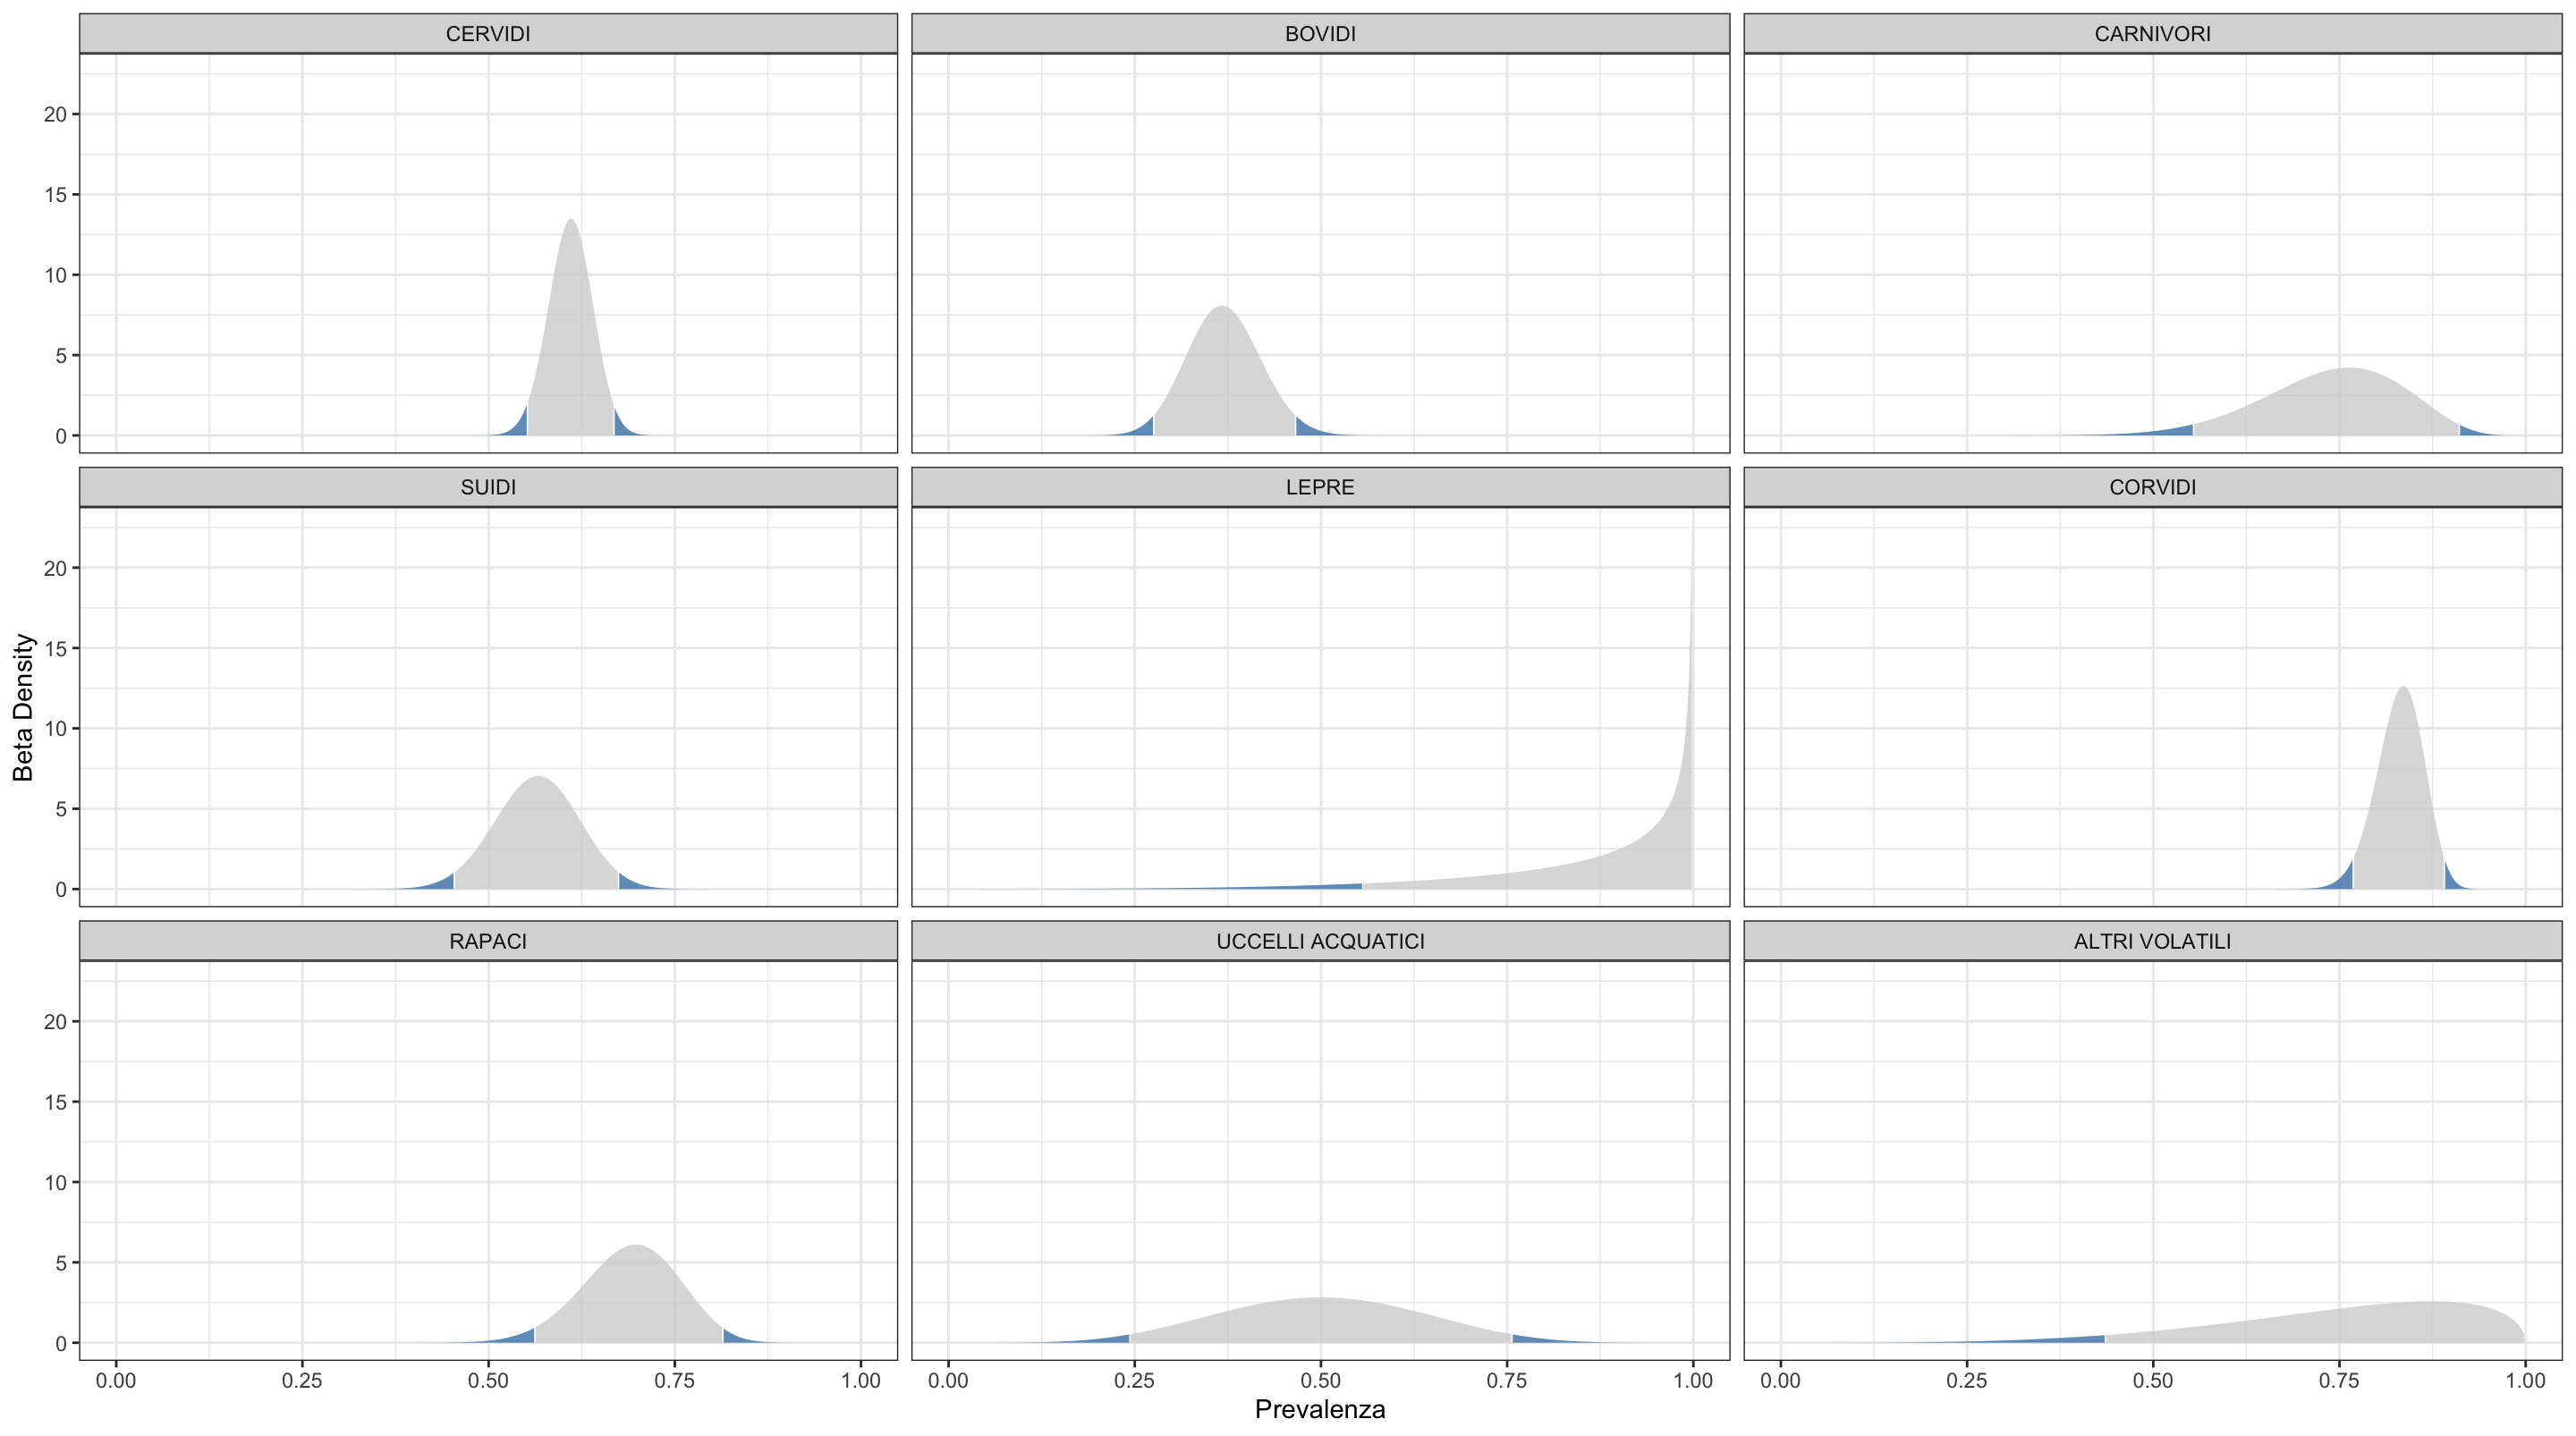 CERVIDI
BOVIDI
CARNIVORI
20
15
10
5
0
SUIDI
LEPRE
CORVIDI
20
15
10
5
0
Beta Density
RAPACI
UCCELLI ACQUATICI
ALTRI VOLATILI
20
15
10
5
0
0.00 0.25 0.50 0.75 1.00
0.00 0.25 0.50 0.75 1.00
0.00 0.25 0.50 0.75 1.00
Prevalenza